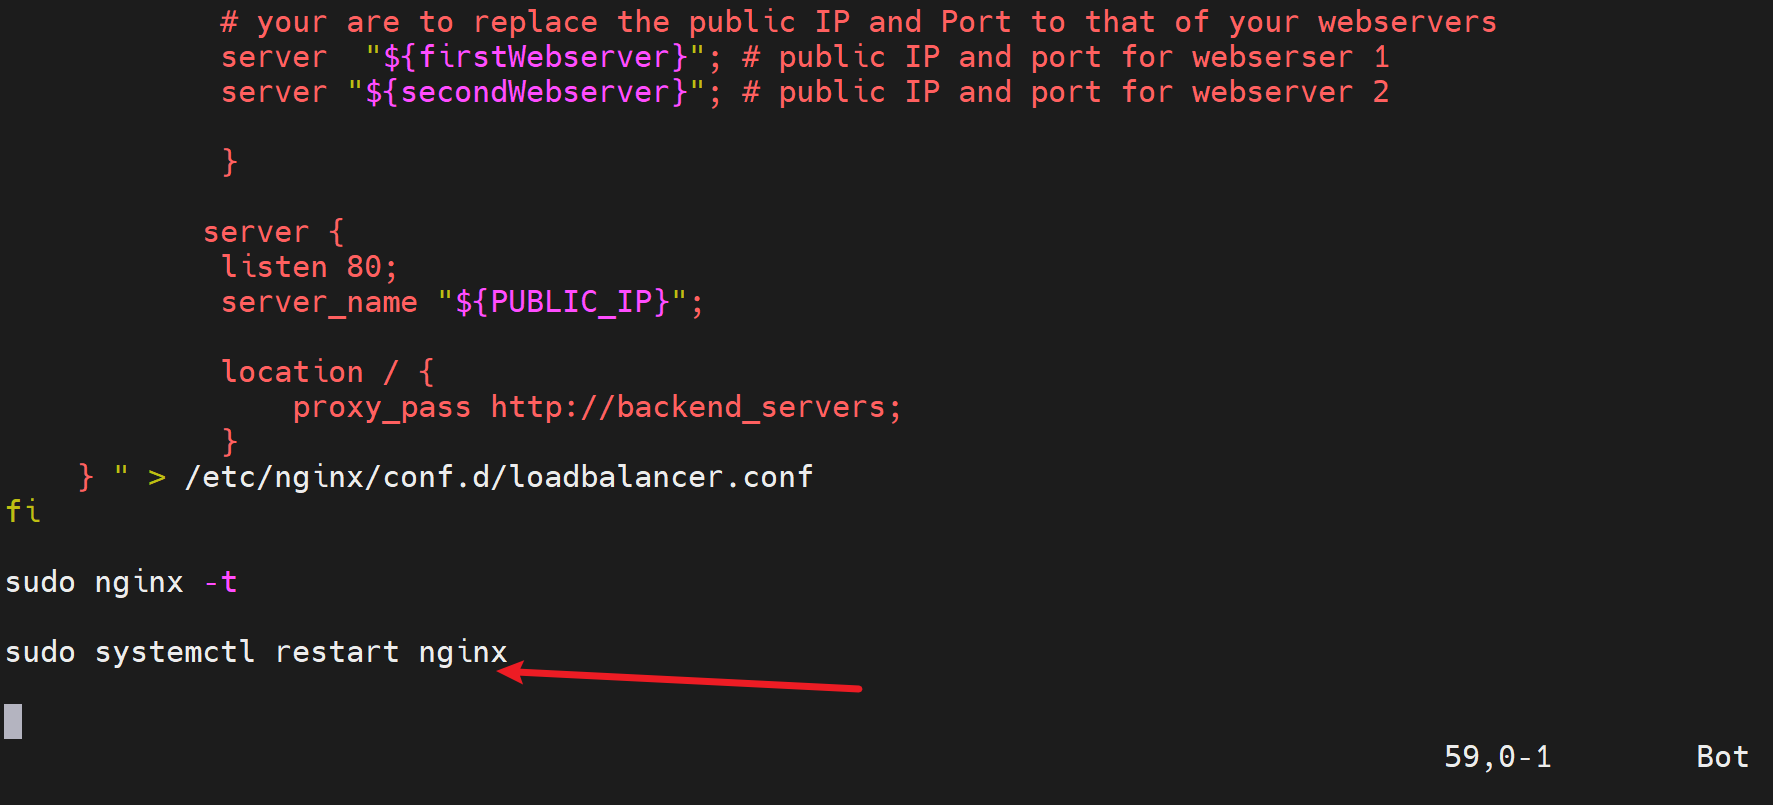 # your are to replace the public IP and Port to that of your webservers
server  "${firstWebserver}"; # public IP and port for webserser 1
server "${secondWebserver}"; # public IP and port for webserver 2
}
server {
listen 80;
server_name "${PUBLIC_IP}";
location / {
proxy_pass http://backend_servers;
}
} " > /etc/nginx/conf.d/loadbalancer.conf
fi
sudo nginx -t
sudo systemctl restart nginx
59,0-1 Bot